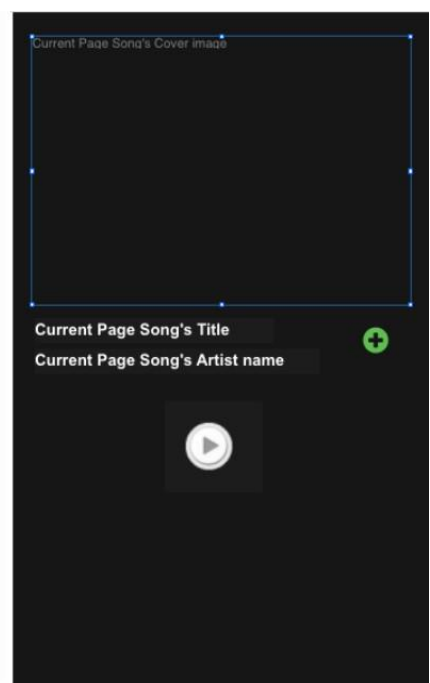 Current Page Song's Cover image
Current Page Song's Title
Current Page Song's Artist name